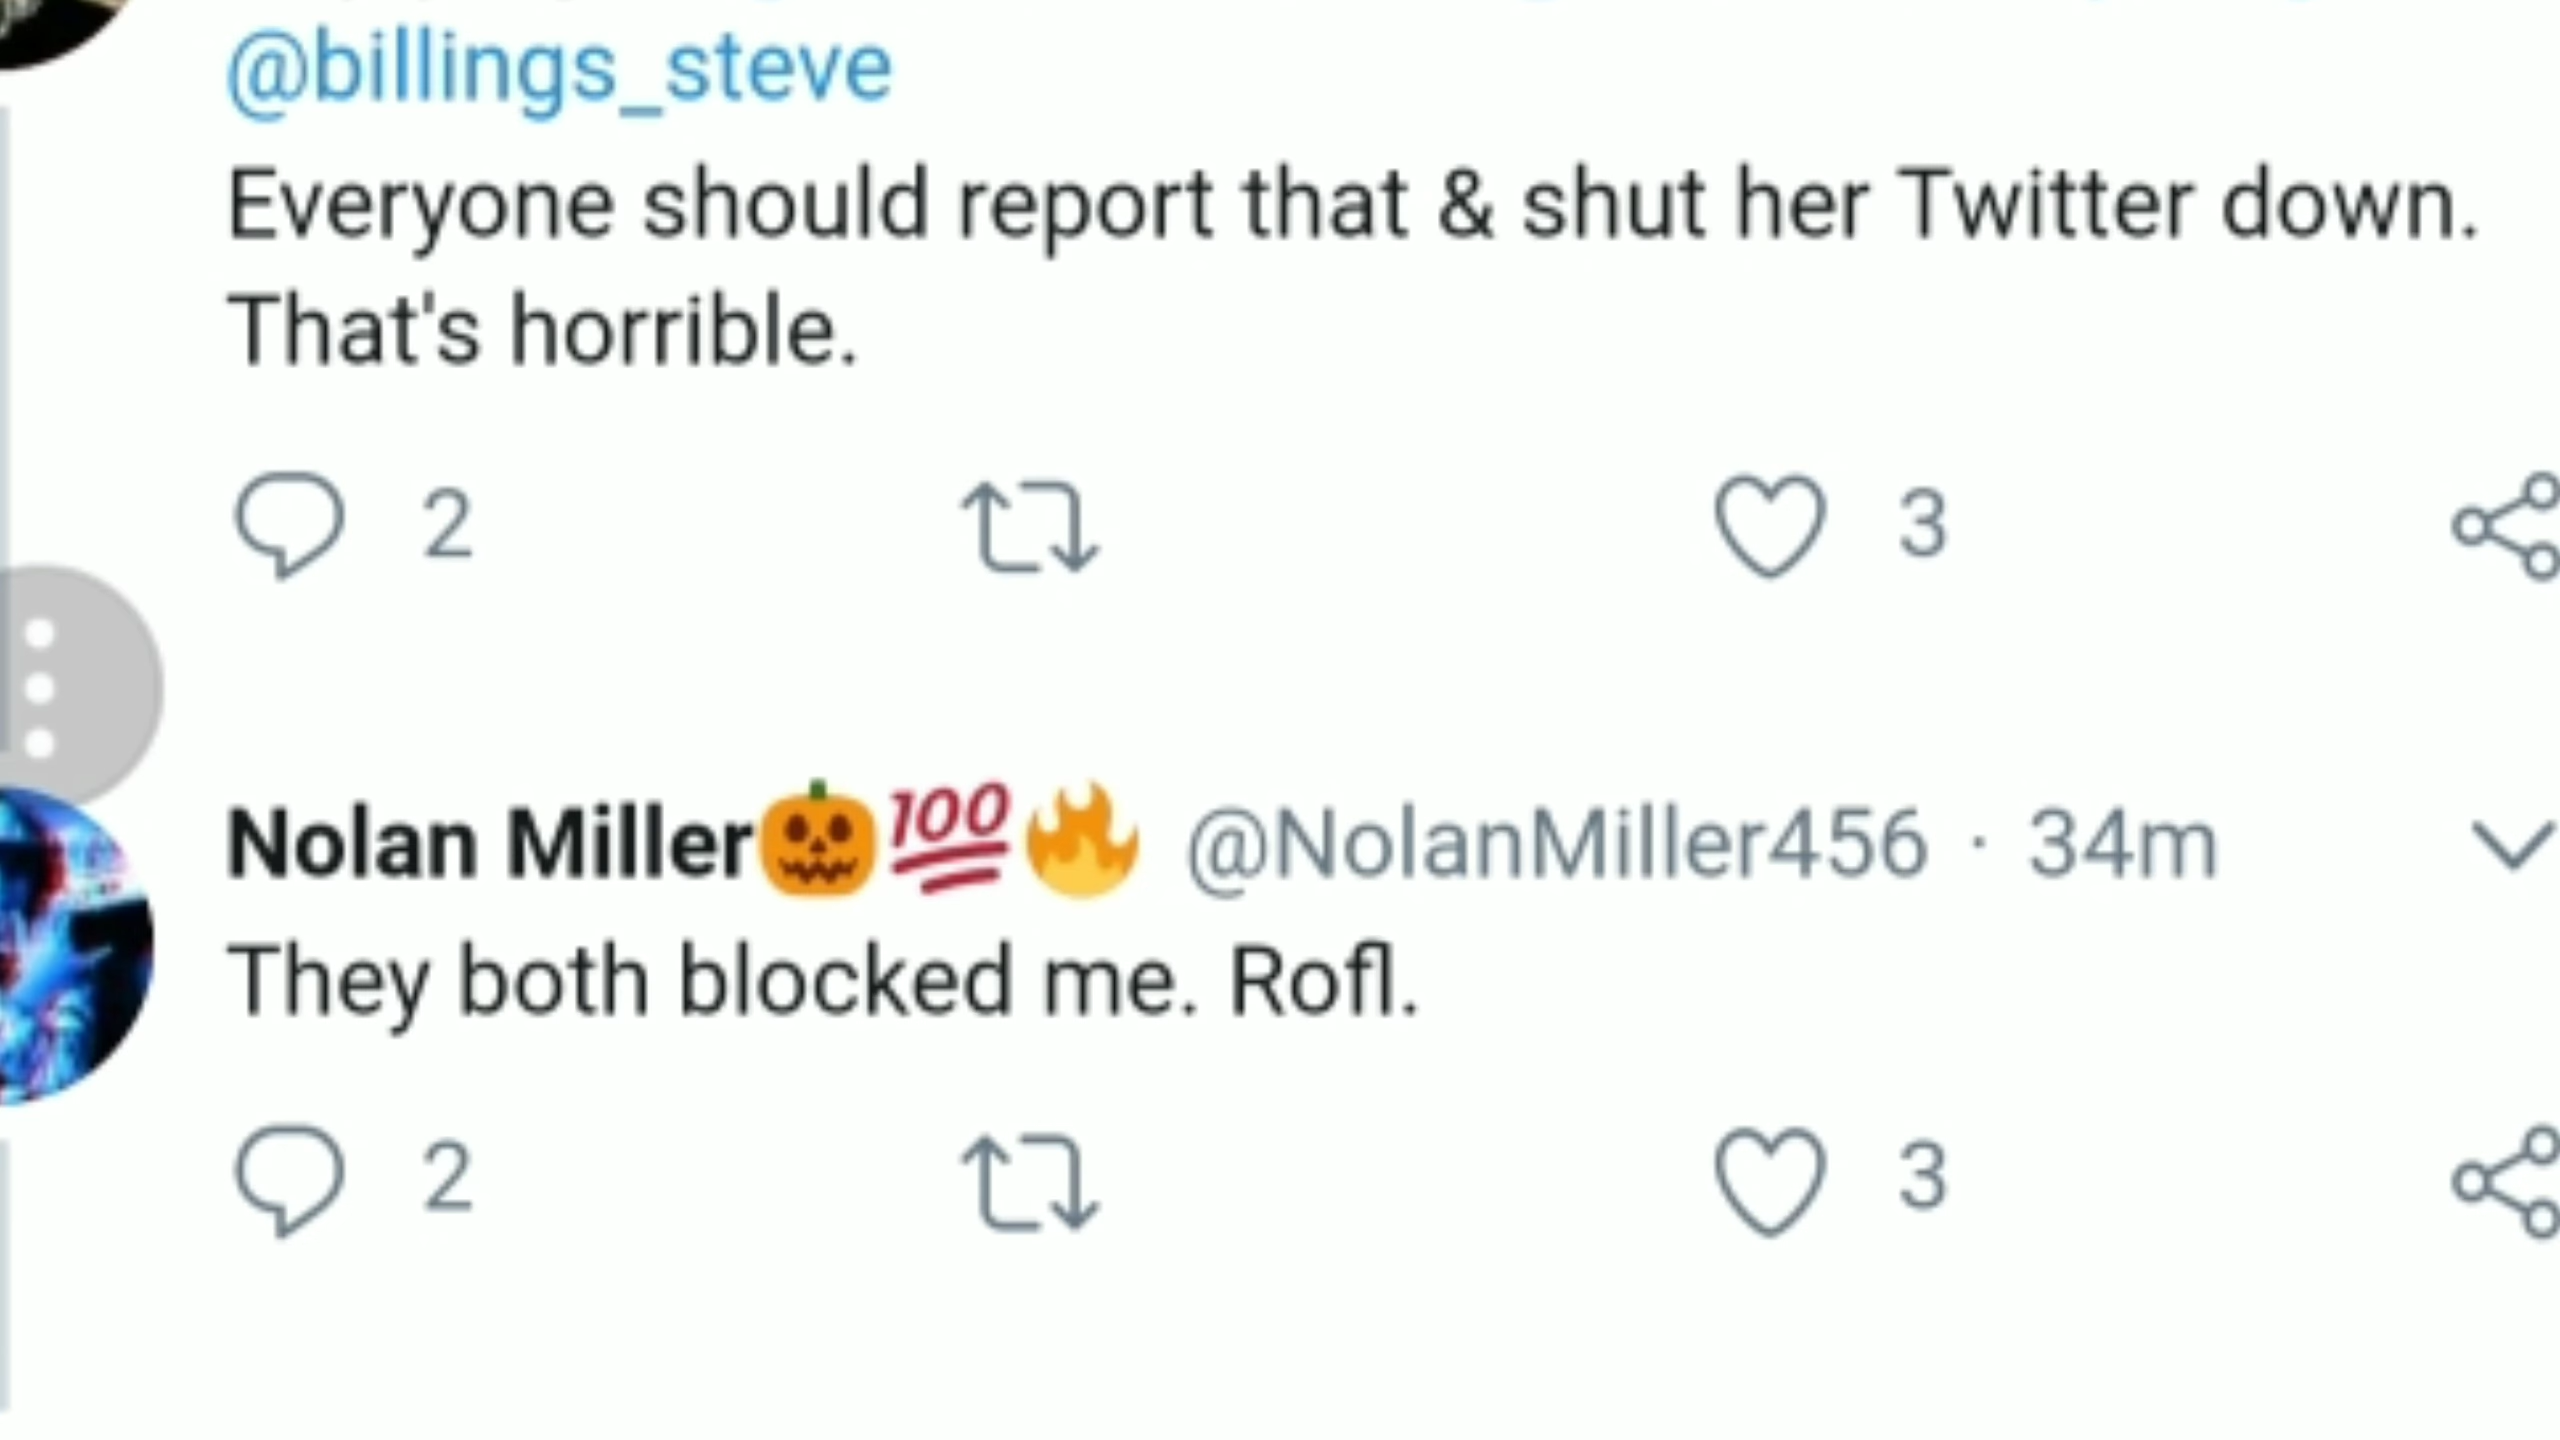 @billings_steve
Everyone should report that & shut her Twitter down.
That's horrible.
2 3
Nolan Miller🎃💯🔥 @NolanMiller456 · 34m
They both blocked me. Rofl.
2 3